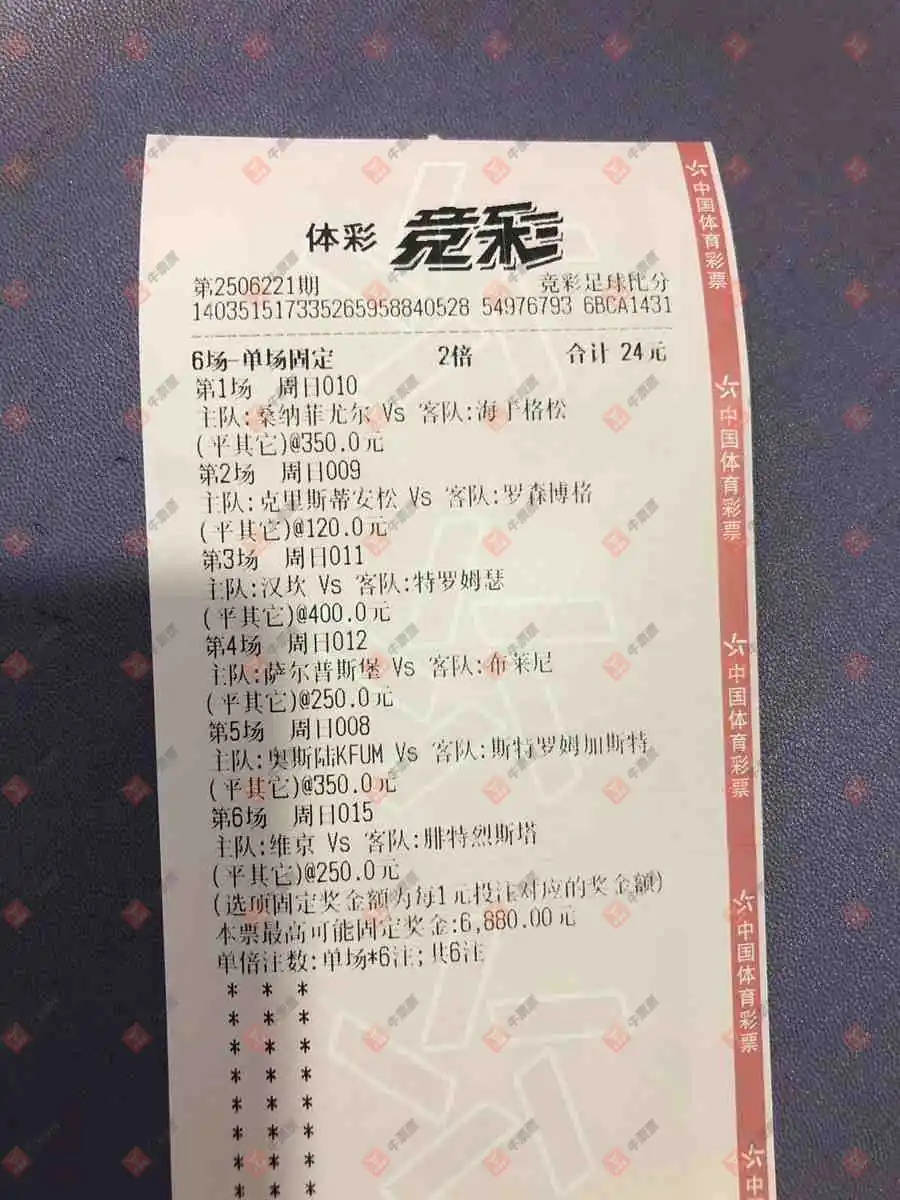 体彩 竞彩
第2506221期 竞彩足球比分
140351517335265958840528 54976793 6BCA1431
6场-单场固定 2倍 合计 24元
第1场 周日010
主队:桑纳菲尤尔 Vs 客队:海于格松
(平其它)@350.0元
第2场 周日009
主队:克里斯蒂安松 Vs 客队:罗森博格
(平其它)@120.0元
第3场 周日011
主队:汉坎 Vs 客队:特罗姆瑟
(平其它)@400.0元
第4场 周日012
主队:萨尔普斯堡 Vs 客队:布莱尼
(平其它)@250.0元
第5场 周日008
主队:奥斯陆KFUM Vs 客队:斯特罗姆加斯特
(平其它)@350.0元
第6场 周日015
主队:维京 Vs 客队:腓特烈斯塔
(平其它)@250.0元
(选项固定奖金额为每1元投注对应的奖金额)
本票最高可能固定奖金:6,880.00元
单倍注数:单场*6注;共6注
* * *
* * *
* * *
* * *
* * *
* * *
* * *
* * *
中国体育彩票
中国体育彩票
中国体育彩票
中国体育彩票
中